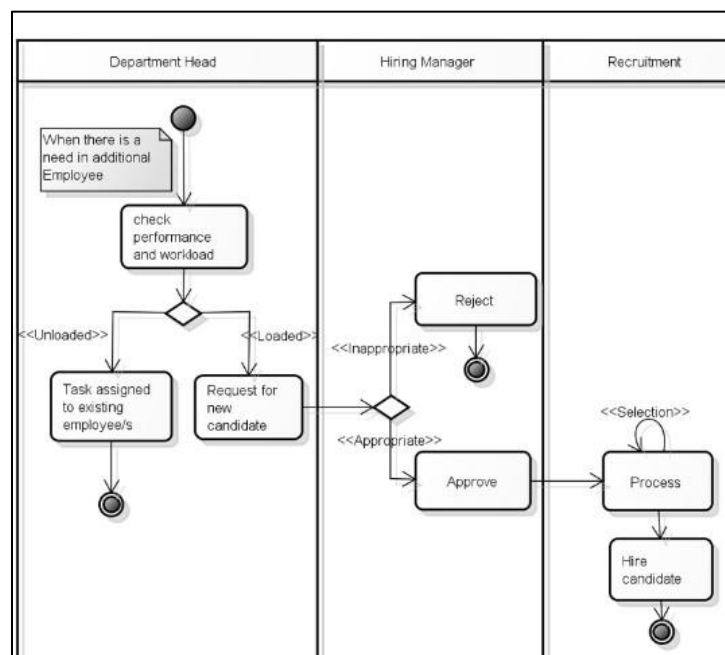 Department Head
Hiring Manager
Recruitment
When there is a
need in additional
Employee
check
performance
and workload
<<Unloaded>>
<<Loaded>>
Task assigned
to existing
employee/s
Request for
new
candidate
Reject
<<Inappropriate>>
<<Appropriate>>
Approve
<<Selection>>
Process
Hire
candidate